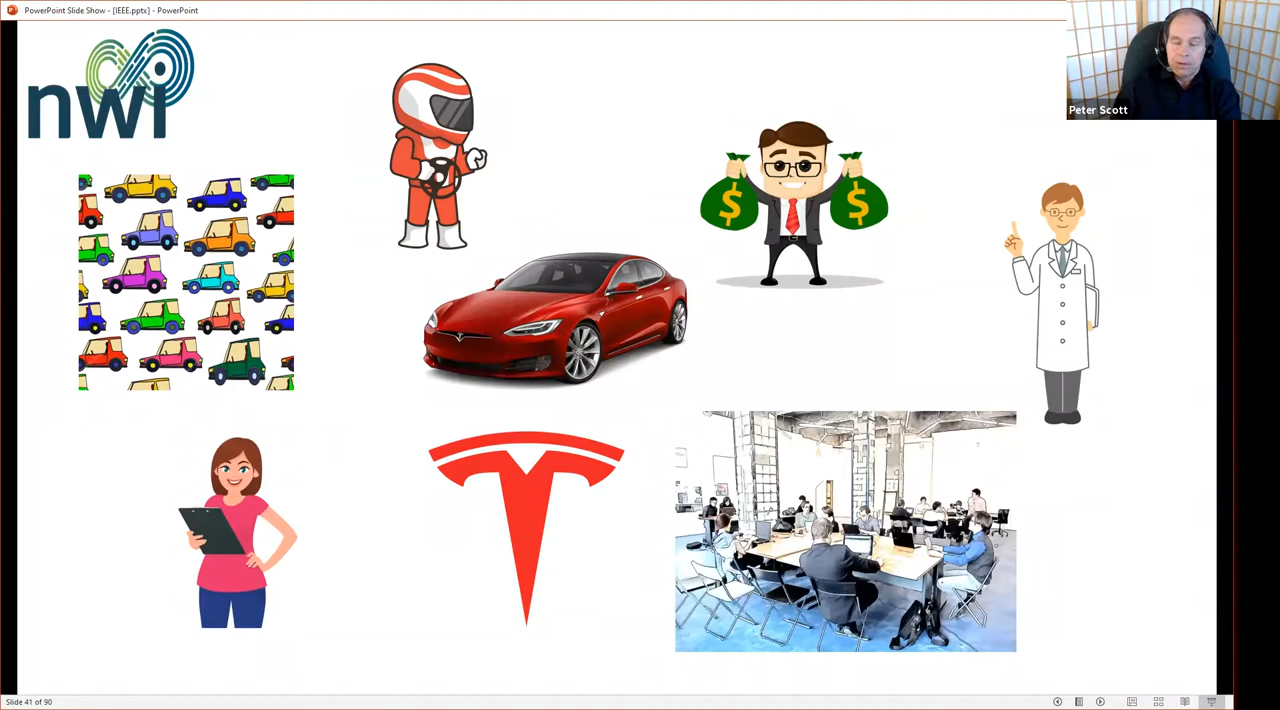 PowerPoint Slide Show - [IEEE.pptx] - PowerPoint
nwi
Peter Scott
$
$
Slide 41 of 90